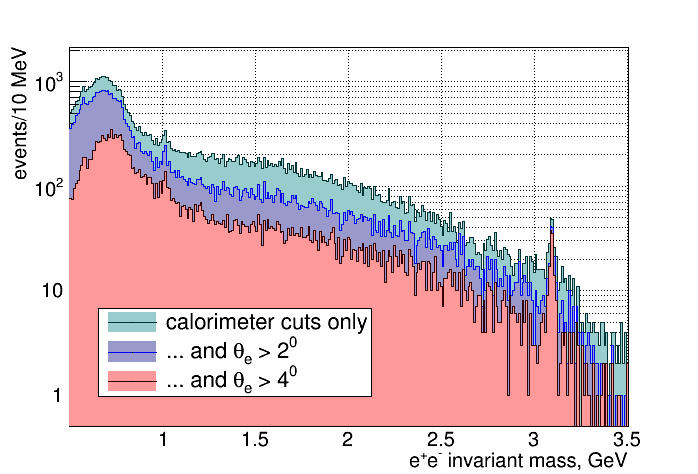 events/10 MeV
10³
10²
10
1
calorimeter cuts only
... and θₑ > 2⁰
... and θₑ > 4⁰
1 1.5 2 2.5 3 3.5
e⁺e⁻ invariant mass, GeV